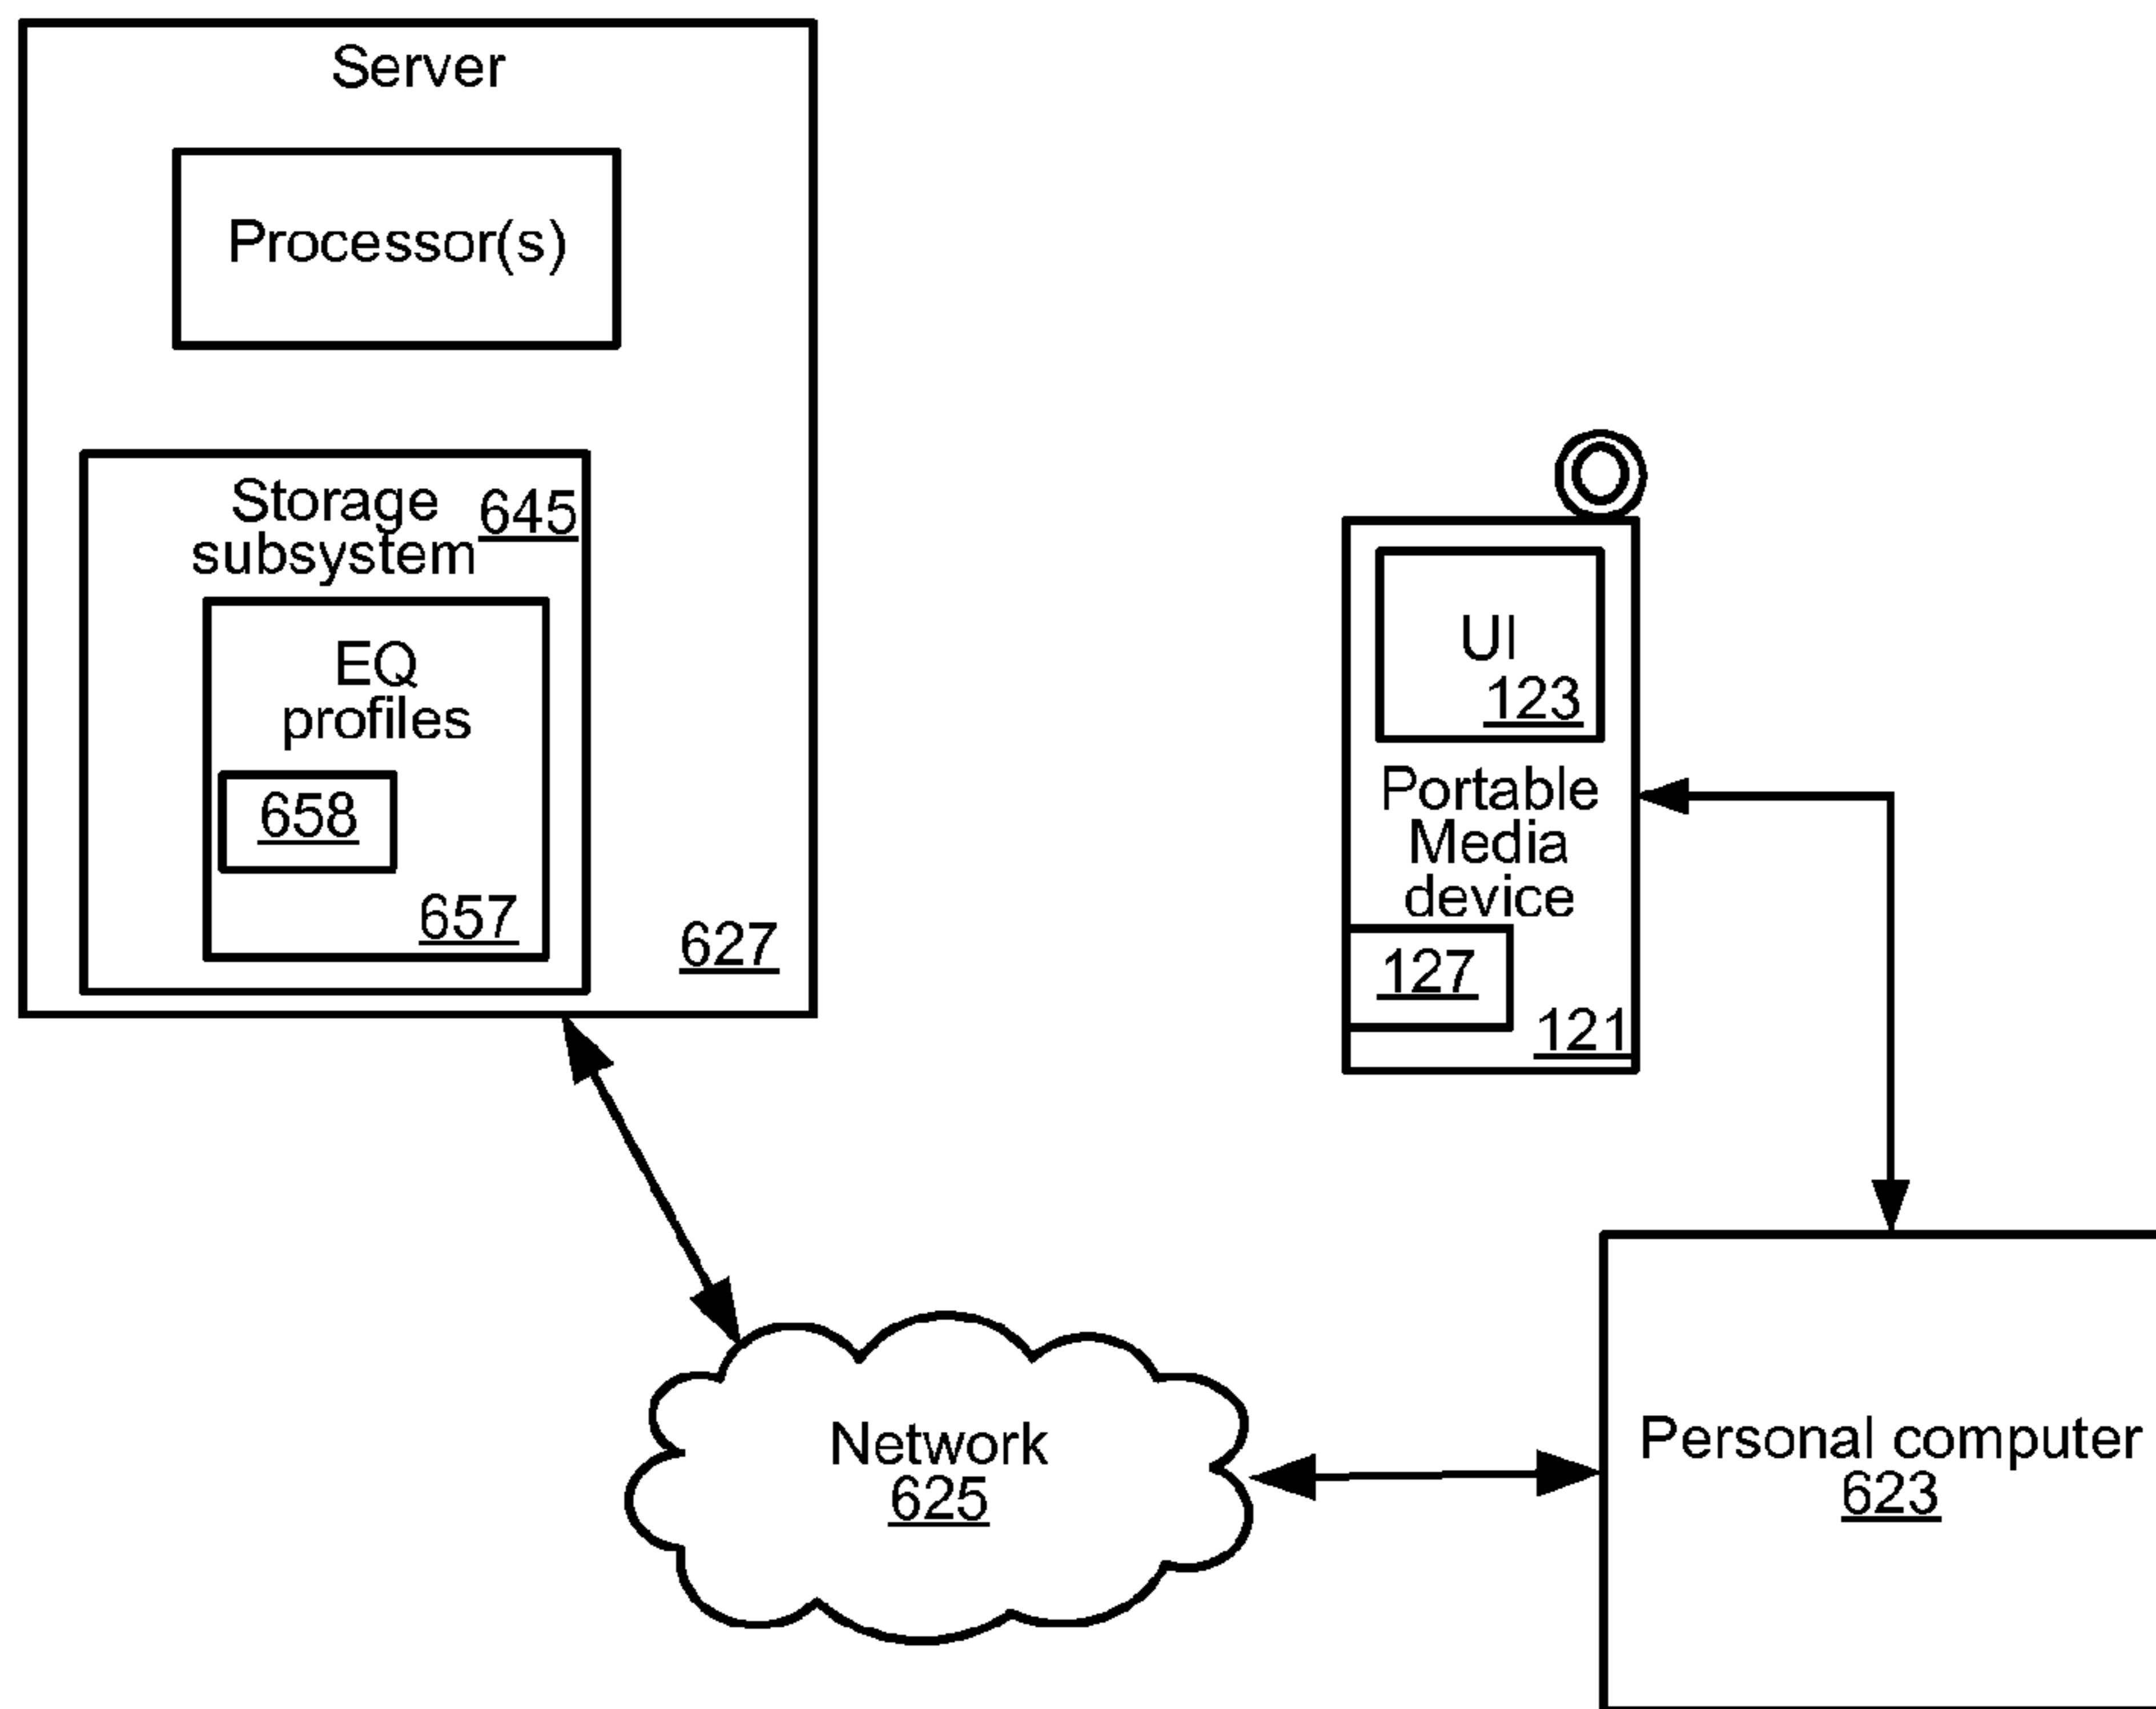 Server
Processor(s)
Storage
subsystem
645
EQ
profiles
658
657
627
UI
123
Portable
Media
device
127
121
Network
625
Personal computer
623